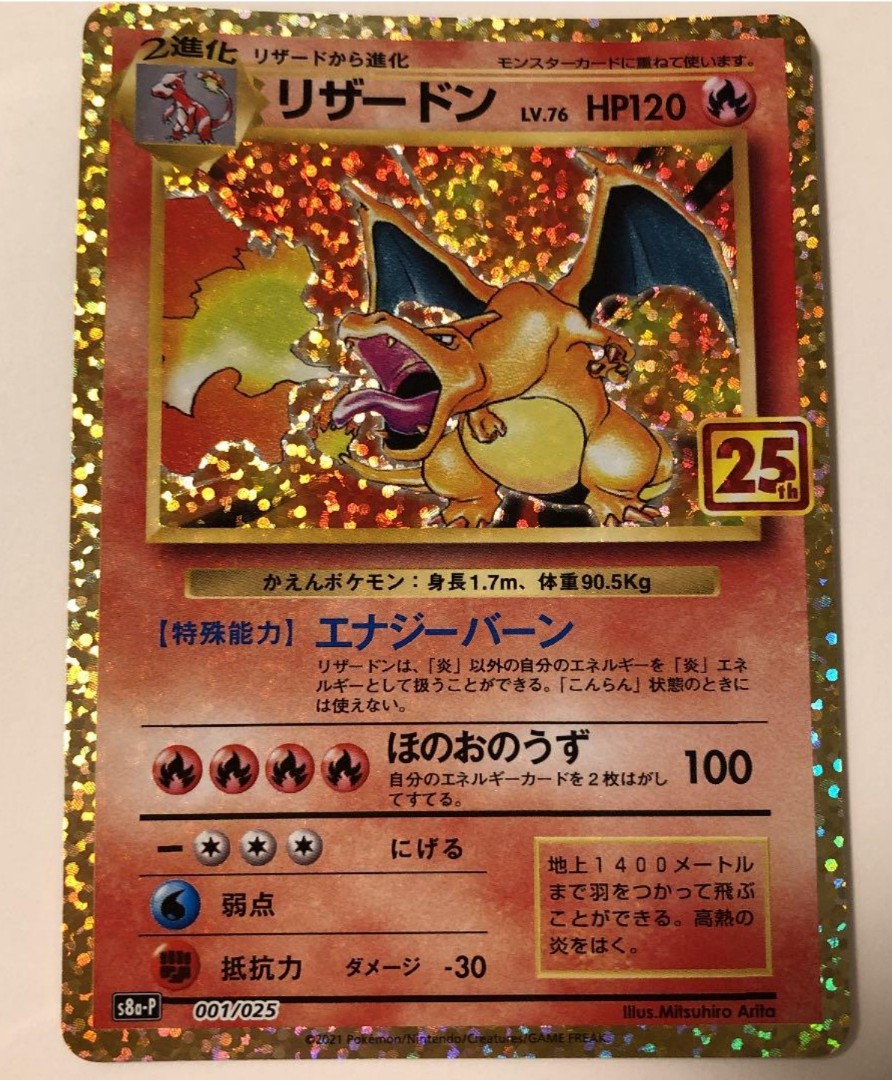 2進化
リザードから進化
モンスターカードに重ねて使います。
リザードン LV.76 HP120
25th
かえんポケモン：身長1.7m、体重90.5Kg
【特殊能力】エナジーバーン
リザードンは、「炎」以外の自分のエネルギーを「炎」エネ
ルギーとして扱うことができる。「こんらん」状態のときに
は使えない。
ほのおのうず 100
自分のエネルギーカードを２枚はがし
てすてる。
ー にげる
弱点
抵抗力 ダメージ -30
地上１４００メートル
まで羽をつかって飛ぶ
ことができる。高熱の
炎をはく。
s8a-P 001/025
Illus.Mitsuhiro Arita
©2021 Pokémon/Nintendo/Creatures/GAME FREAK